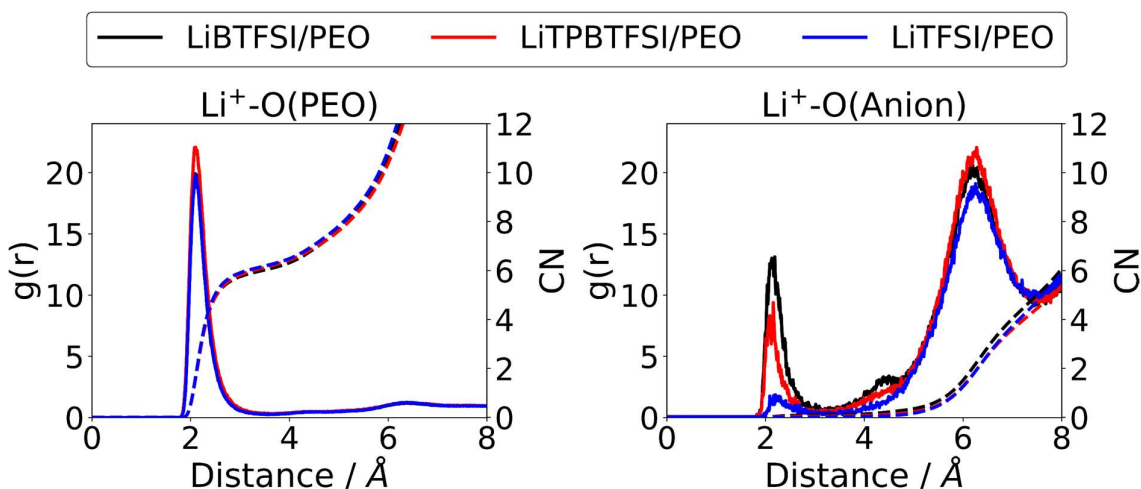 LiBTFSI/PEO LiTPBTFSI/PEO LiTFSI/PEO
Li⁺-O(PEO)
g(r)
20
15
10
5
0
12
10
8
6
4
2
0
CN
0 2 4 6 8
Distance / Å
Li⁺-O(Anion)
g(r)
20
15
10
5
0
12
10
8
6
4
2
0
CN
0 2 4 6 8
Distance / Å